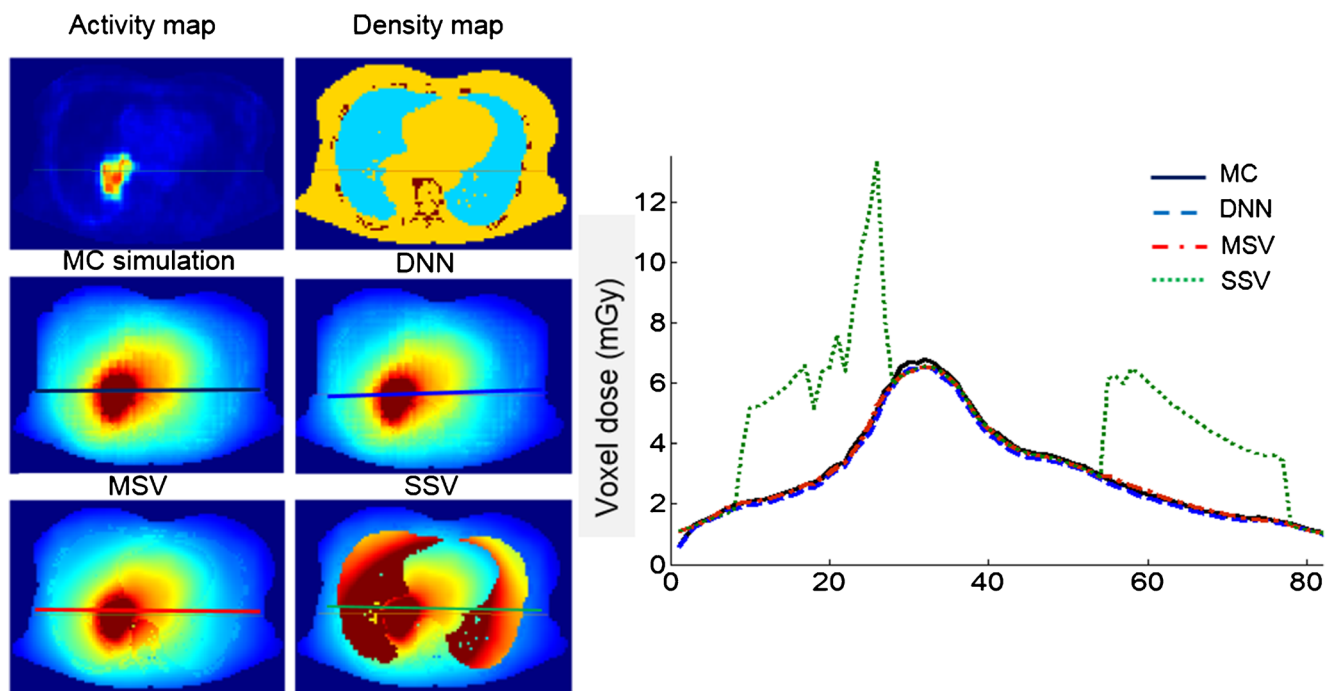 Activity map
Density map
MC simulation
DNN
MSV
SSV
Voxel dose (mGy)
12
10
8
6
4
2
0
0
20
40
60
80
MC
DNN
MSV
SSV